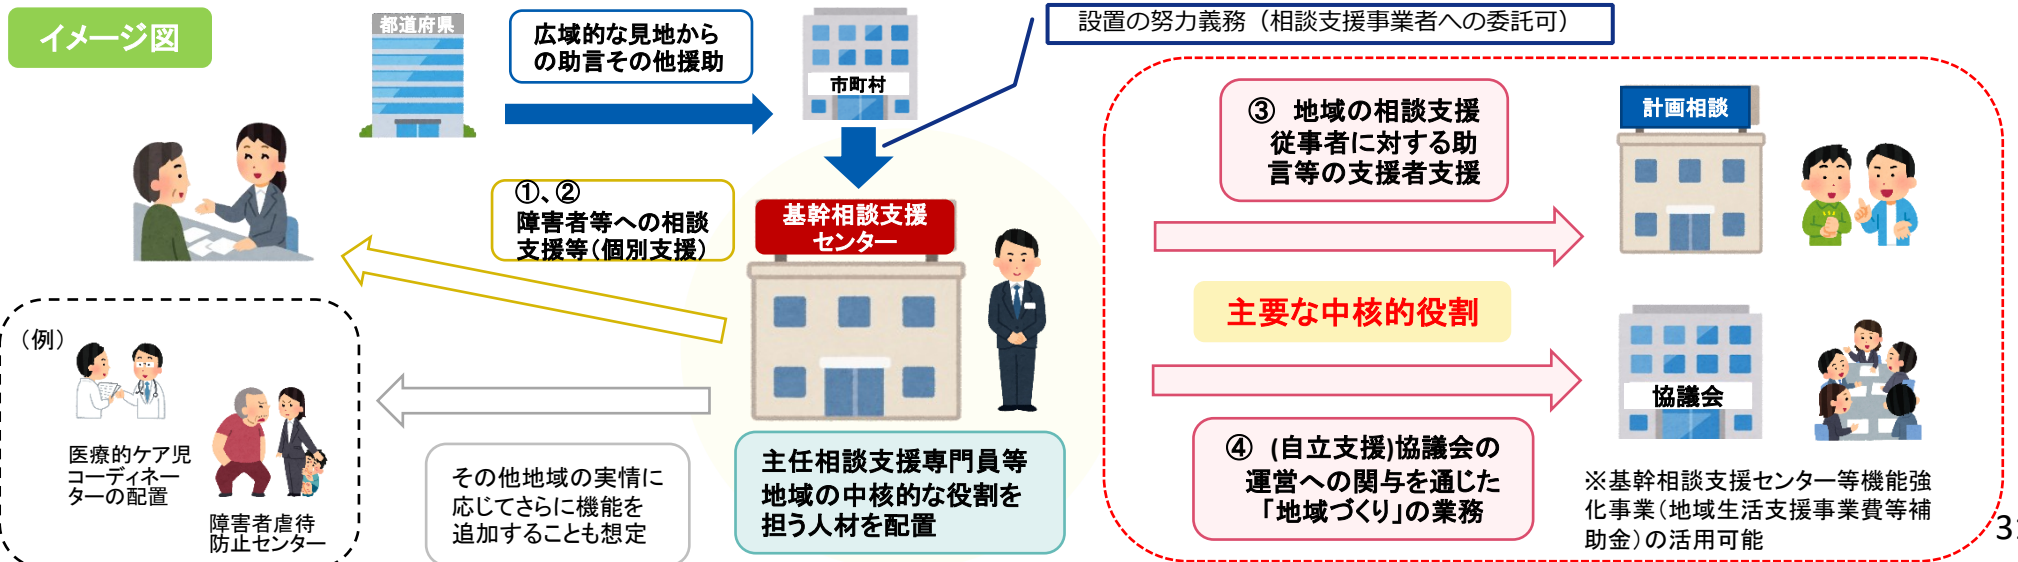 イメージ図
都道府県
広域的な見地から
の助言その他援助
市町村
設置の努力義務（相談支援事業者への委託可）
①、②
障害者等への相談
支援等（個別支援）
基幹相談支援
センター
③ 地域の相談支援
従事者に対する助
言等の支援者支援
計画相談
主要な中核的役割
（例）
医療的ケア児
コーディネー
ターの配置
障害者虐待
防止センター
その他地域の実情に
応じてさらに機能を
追加することも想定
主任相談支援専門員等
地域の中核的な役割を
担う人材を配置
④ (自立支援)協議会の
運営への関与を通じた
「地域づくり」の業務
協議会
※基幹相談支援センター等機能強
化事業（地域生活支援事業費等補
助金）の活用可能